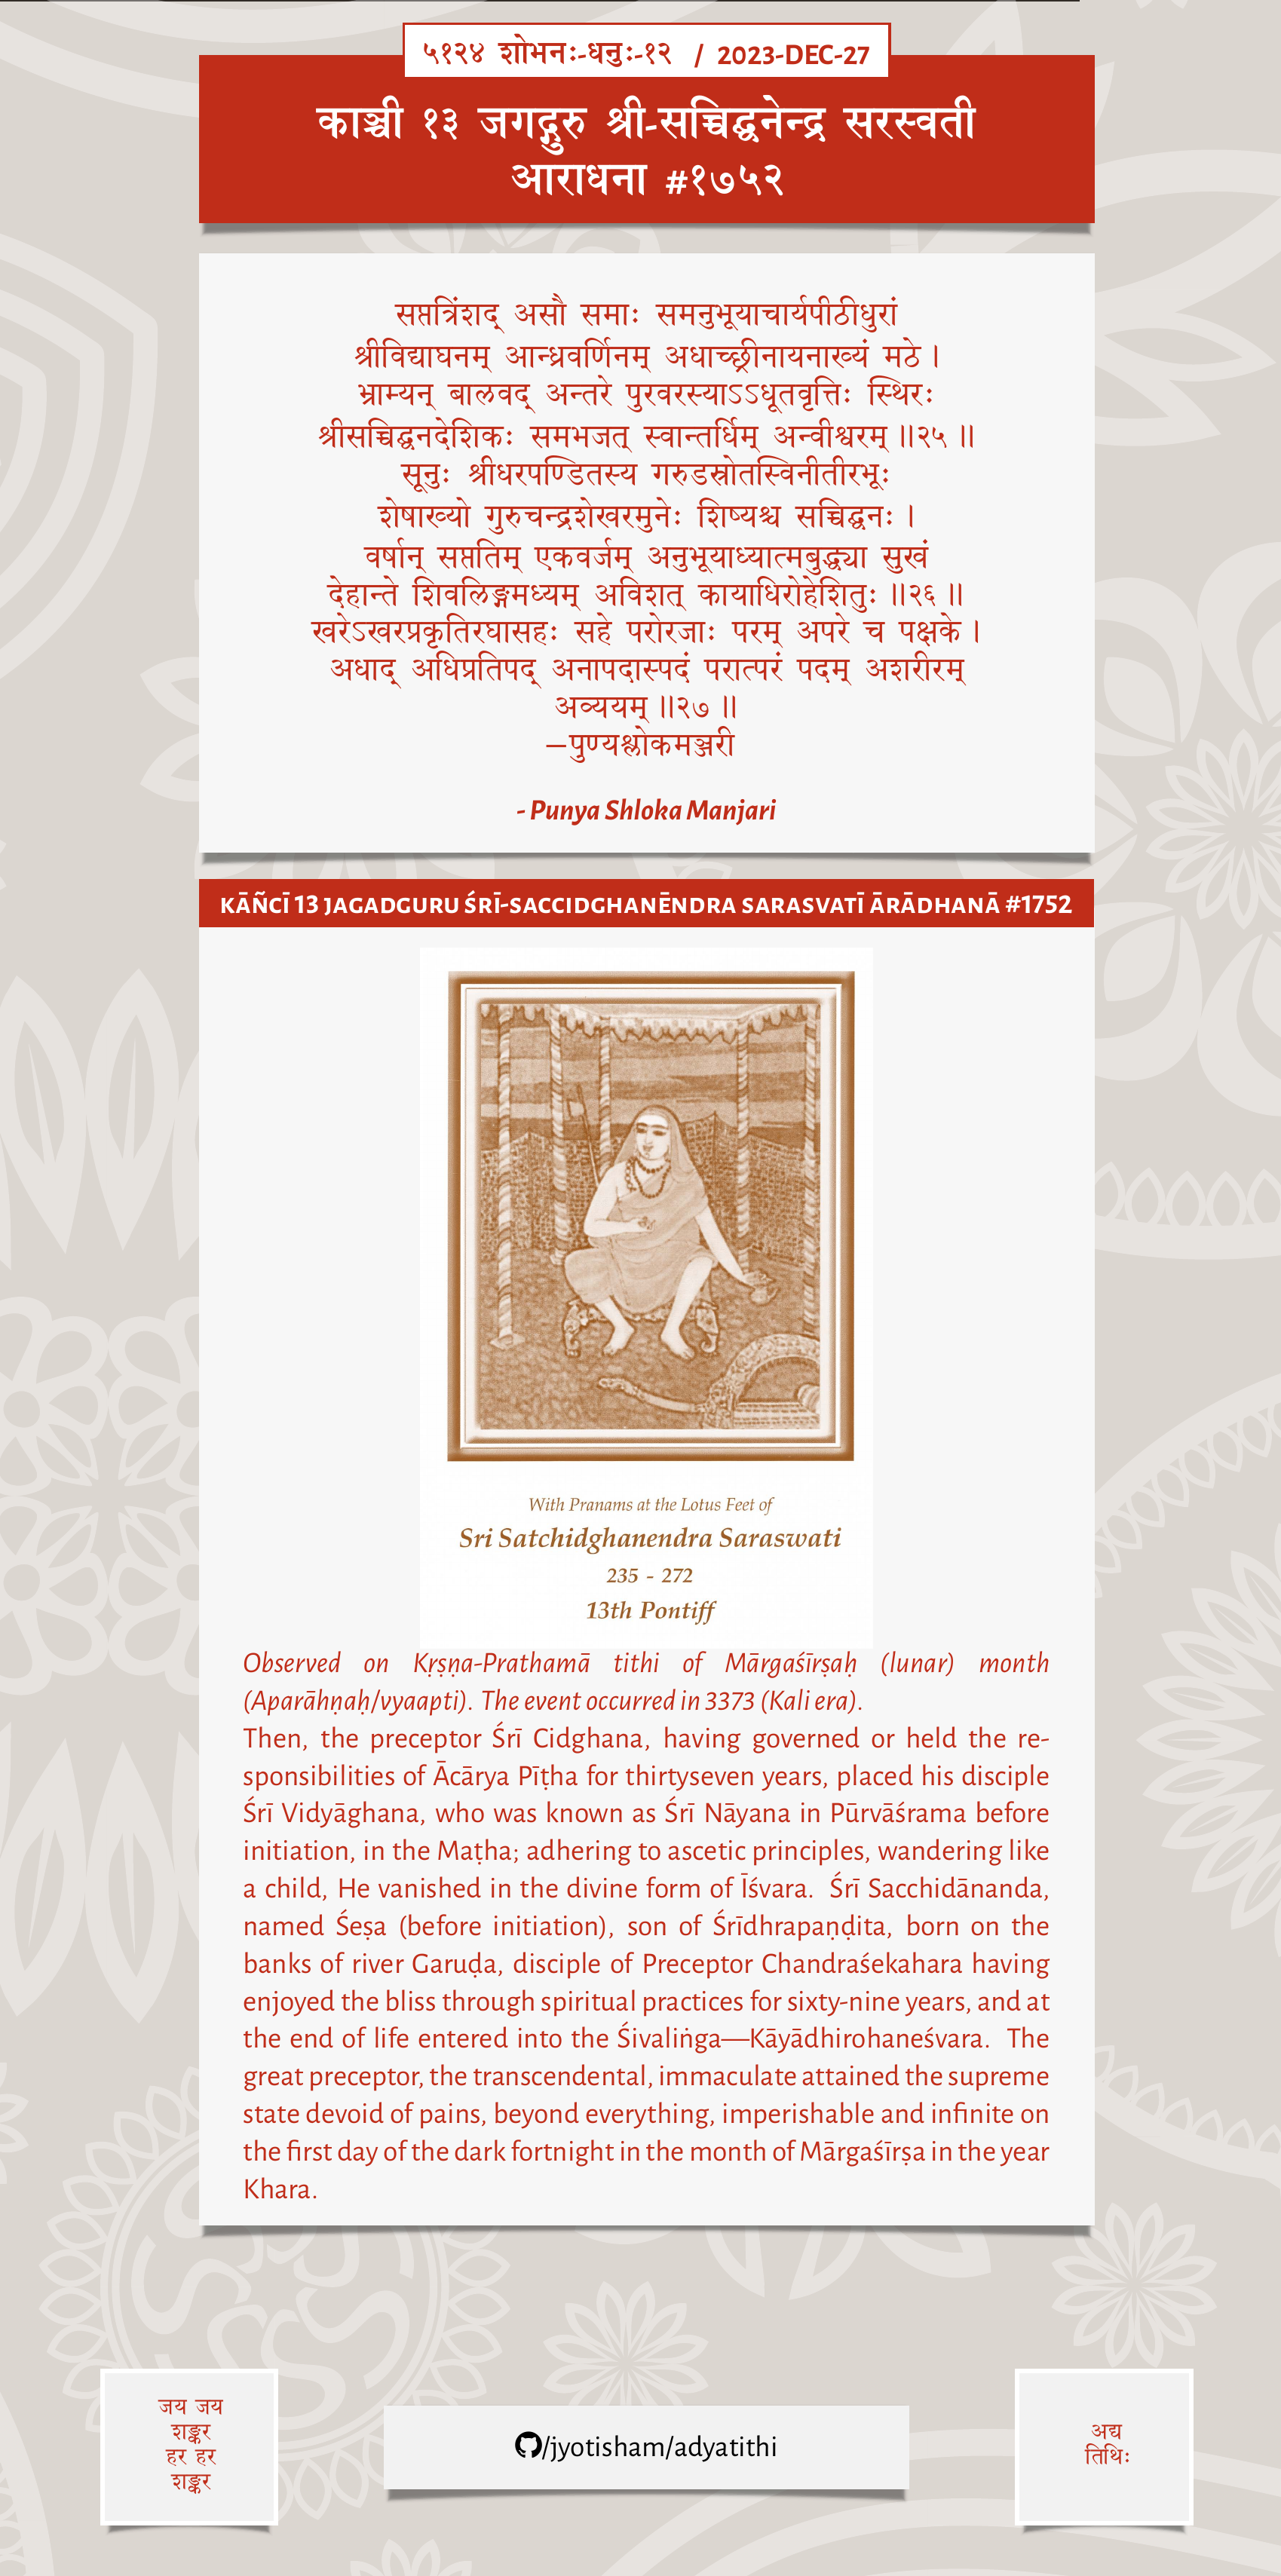 ५१२४ शोभनः-धनुः-१२ / 2023-DEC-27
काञ्ची १३ जगद्गुरु श्री-सच्चिद्घनेन्द्र सरस्वती
आराधना #१७५२
सप्तत्रिंशद् असौ समाः समनुभूयाचार्यपीठीधुरां
श्रीविद्याघनम् आन्ध्रवर्णिनम् अधाच्छ्रीनायनाख्यं मठे।
भ्राम्यन् बालवद् अन्तरे पुरवरस्याऽऽधूतवृत्तिः स्थिरः
श्रीसच्चिद्घनदेशिकः समभजत् स्वान्तर्धिम् अन्वीश्वरम्॥२५॥
सूनुः श्रीधरपण्डितस्य गरुडस्रोतस्विनीतीरभूः
शेषाख्यो गुरुचन्द्रशेखरमुनेः शिष्यश्च सच्चिद्घनः।
वर्षान् सप्ततिम् एकवर्जम् अनुभूयाध्यात्मबुद्ध्या सुखं
देहान्ते शिवलिङ्गमध्यम् अविशत् कायाधिरोहेशितुः॥२६॥
खरेऽखरप्रकृतिरघासहः सहे परोरजाः परम् अपरे च पक्षके।
अधाद् अधिप्रतिपद् अनापदास्पदं परात्परं पदम् अशरीरम्
अव्ययम्॥२७॥
—पुण्यश्लोकमञ्जरी
- Punya Shloka Manjari
KĀÑCĪ 13 JAGADGURU ŚRĪ-SACCIDGHANĒNDRA SARASVATĪ ĀRĀDHANĀ #1752
With Pranams at the Lotus Feet of
Sri Satchidghanendra Saraswati
235 - 272
13th Pontiff
Observed on Kṛṣṇa-Prathamā tithi of Mārgaśīrṣaḥ (lunar) month
(Aparāhṇaḥ/vyaapti). The event occurred in 3373 (Kali era).
Then, the preceptor Śrī Cidghana, having governed or held the re-
sponsibilities of Ācārya Pīṭha for thirtyseven years, placed his disciple
Śrī Vidyāghana, who was known as Śrī Nāyana in Pūrvāśrama before
initiation, in the Maṭha; adhering to ascetic principles, wandering like
a child, He vanished in the divine form of Īśvara. Śrī Sacchidānanda,
named Śeṣa (before initiation), son of Śrīdhrapaṇḍita, born on the
banks of river Garuḍa, disciple of Preceptor Chandraśekahara having
enjoyed the bliss through spiritual practices for sixty-nine years, and at
the end of life entered into the Śivaliṅga—Kāyādhirohaneśvara. The
great preceptor, the transcendental, immaculate attained the supreme
state devoid of pains, beyond everything, imperishable and infinite on
the first day of the dark fortnight in the month of Mārgaśīrṣa in the year
Khara.
जय जय
शङ्कर
हर हर
शङ्कर
/jyotisham/adyatithi
अद्य
तिथिः